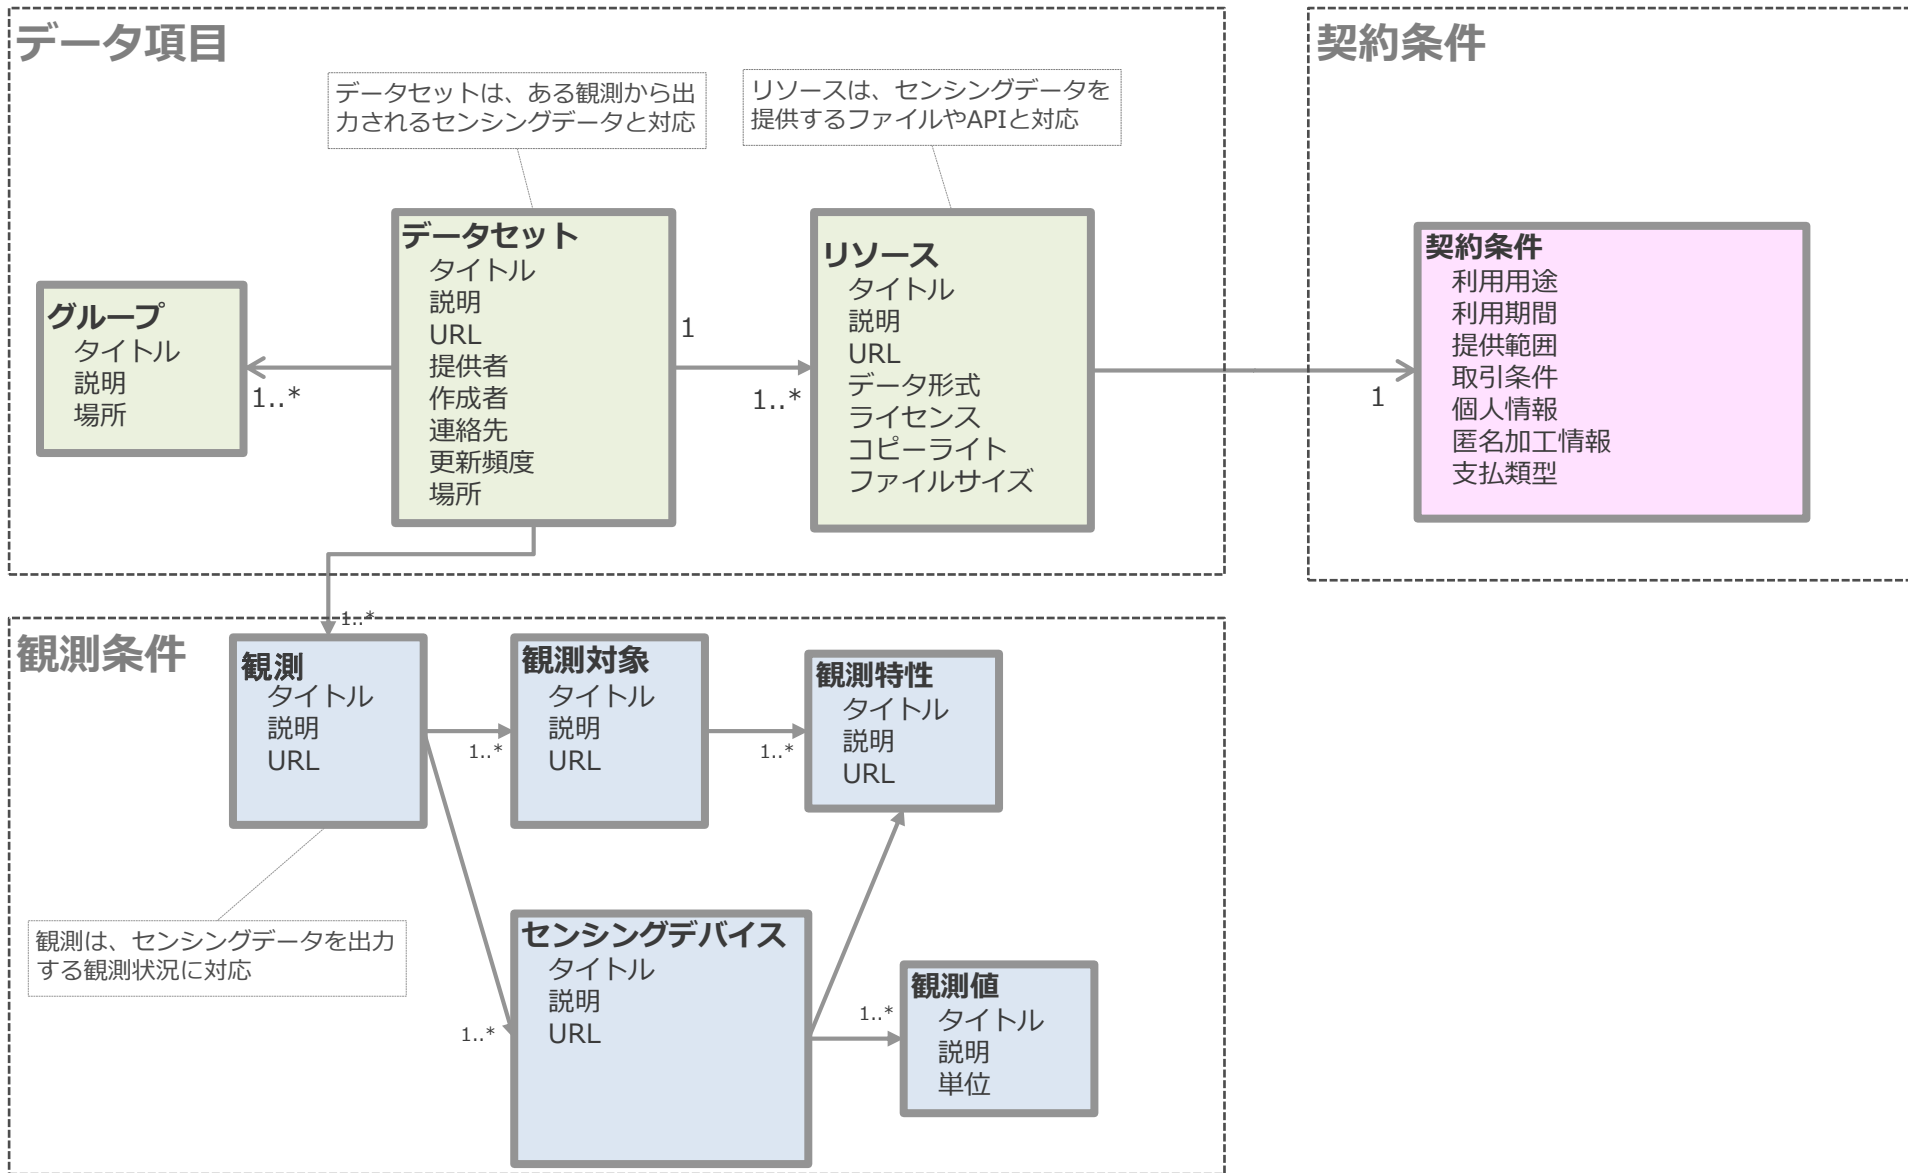 データ項目
データセットは、ある観測から出
力されるセンシングデータと対応
リソースは、センシングデータを
提供するファイルやAPIと対応
グループ
タイトル
説明
場所
1..*
データセット
タイトル
説明
URL
提供者
作成者
連絡先
更新頻度
場所
1
1..*
リソース
タイトル
説明
URL
データ形式
ライセンス
コピーライト
ファイルサイズ
契約条件
1
契約条件
利用用途
利用期間
提供範囲
取引条件
個人情報
匿名加工情報
支払類型
観測条件
1..*
観測
タイトル
説明
URL
1..*
観測対象
タイトル
説明
URL
1..*
観測特性
タイトル
説明
URL
観測は、センシングデータを出力
する観測状況に対応
1..*
センシングデバイス
タイトル
説明
URL
1..*
観測値
タイトル
説明
単位